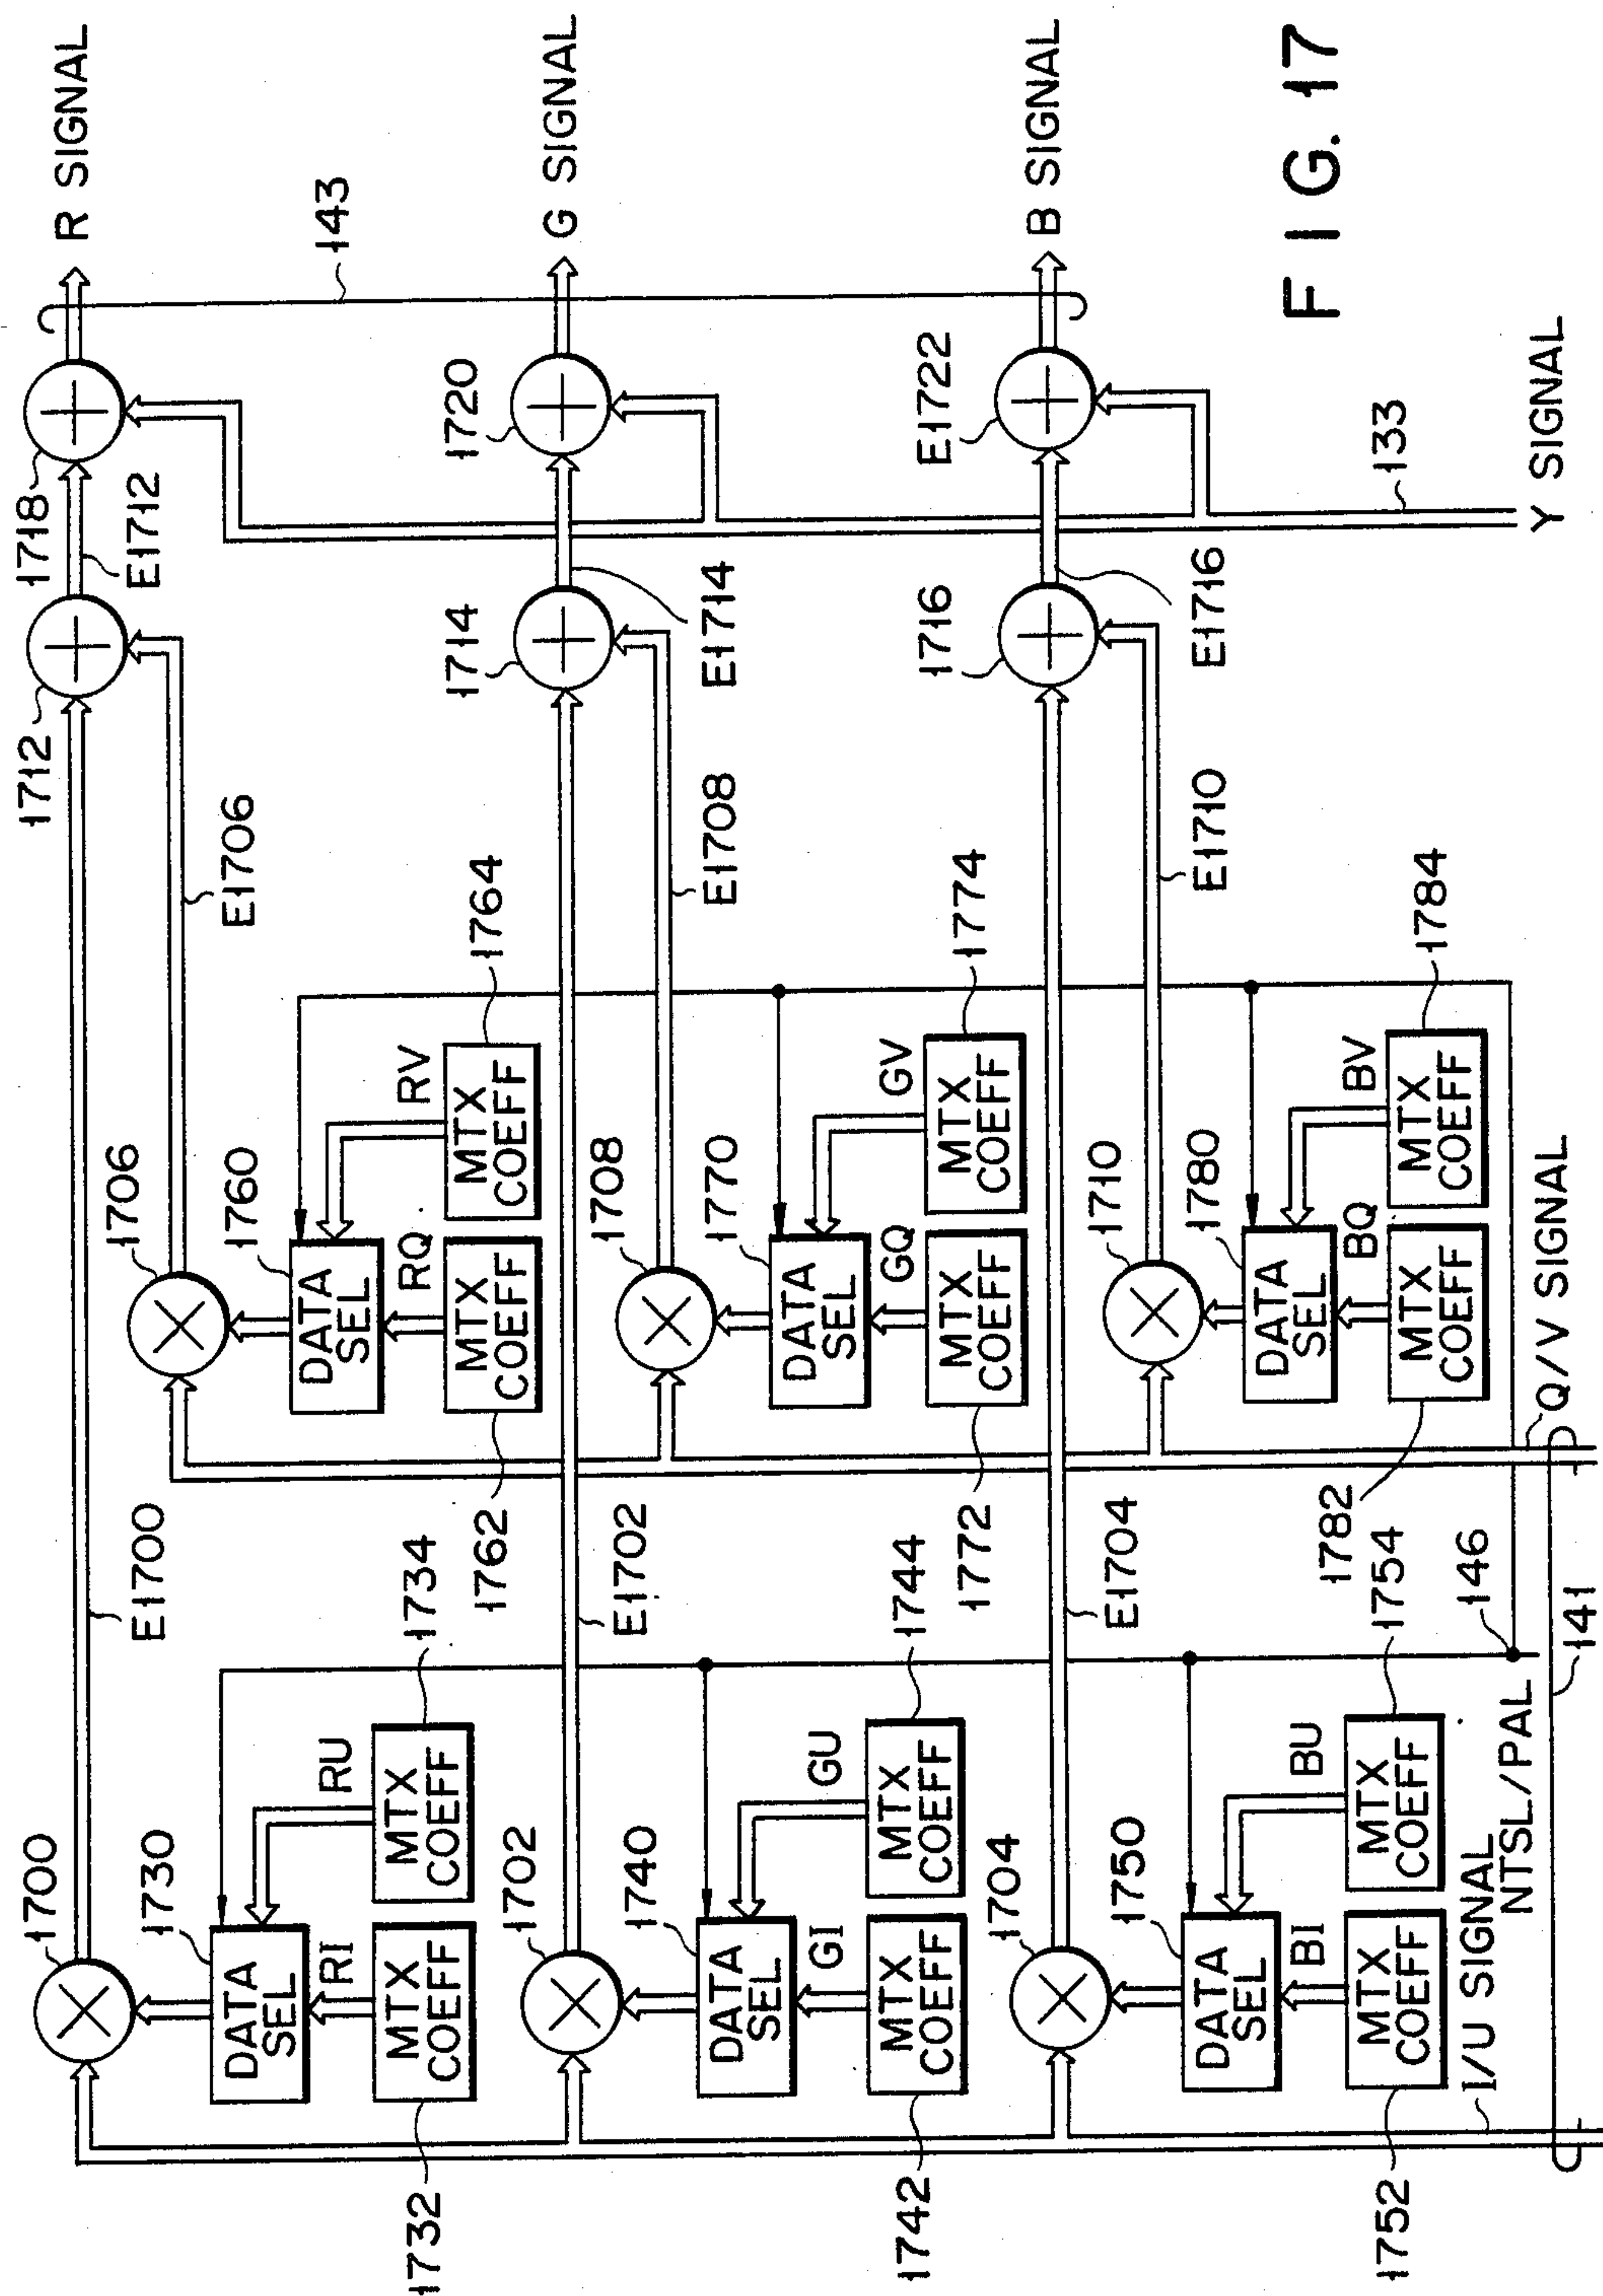 1700
E1700
1706
E1706
1712
1718
E1712
R SIGNAL
143
1730
DATA
SEL
RI
RU
MTX
COEFF
1732
MTX
COEFF
1734
1760
DATA
SEL
RQ
RV
MTX
COEFF
1762
MTX
COEFF
1764
1702
E1702
1708
E1708
1714
E1714
1720
G SIGNAL
1740
DATA
SEL
GI
GU
MTX
COEFF
1742
MTX
COEFF
1744
1770
DATA
SEL
GQ
GV
MTX
COEFF
1772
MTX
COEFF
1774
1704
E1704
1710
E1710
1716
E1716
E1722
B SIGNAL
1750
DATA
SEL
BI
BU
MTX
COEFF
1752
MTX
COEFF
1754
1780
DATA
SEL
BQ
BV
MTX
COEFF
1782
MTX
COEFF
1784
I/U SIGNAL
NTSL/PAL
146
141
Q/V SIGNAL
133
Y SIGNAL
FIG. 17